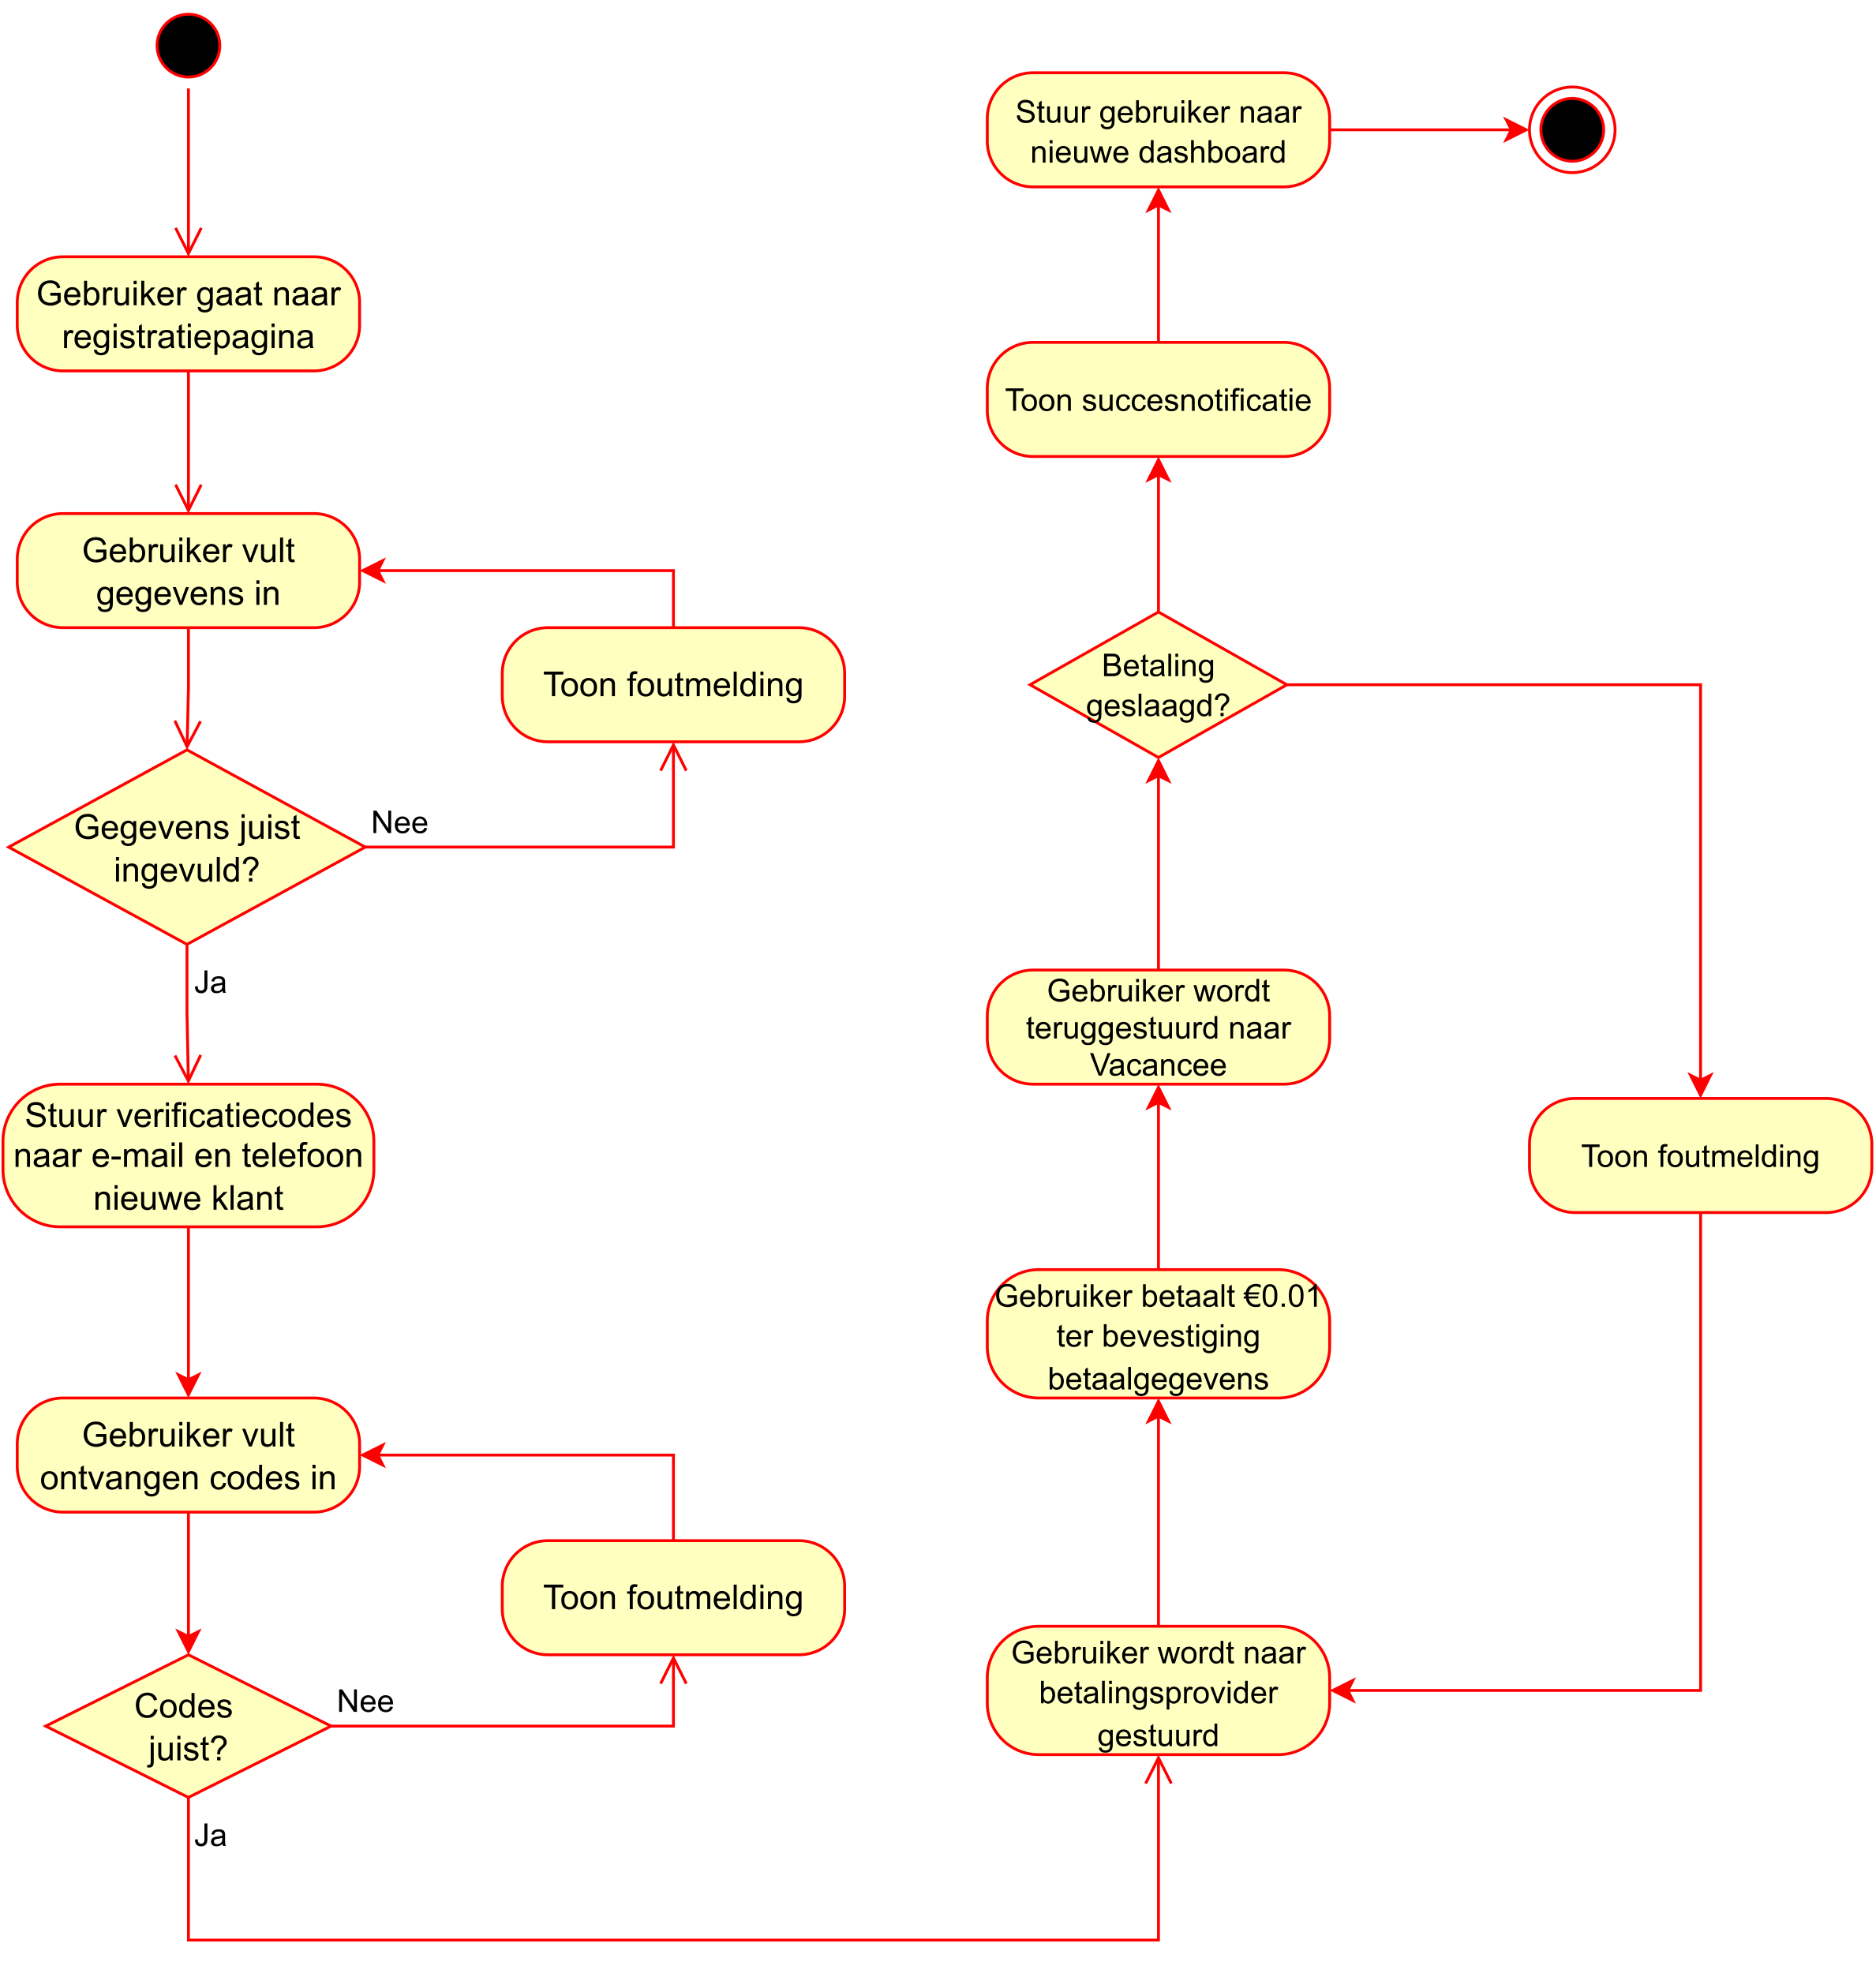 Gebruiker gaat naar
registratiepagina
Gebruiker vult
gegevens in
Toon foutmelding
Gegevens juist
ingevuld?
Nee
Ja
Stuur verificatiecodes
naar e-mail en telefoon
nieuwe klant
Gebruiker vult
ontvangen codes in
Toon foutmelding
Codes
juist?
Nee
Ja
Gebruiker wordt naar
betalingsprovider
gestuurd
Gebruiker betaalt €0.01
ter bevestiging
betaalgegevens
Gebruiker wordt
teruggestuurd naar
Vacancee
Betaling
geslaagd?
Toon foutmelding
Toon succesnotificatie
Stuur gebruiker naar
nieuwe dashboard